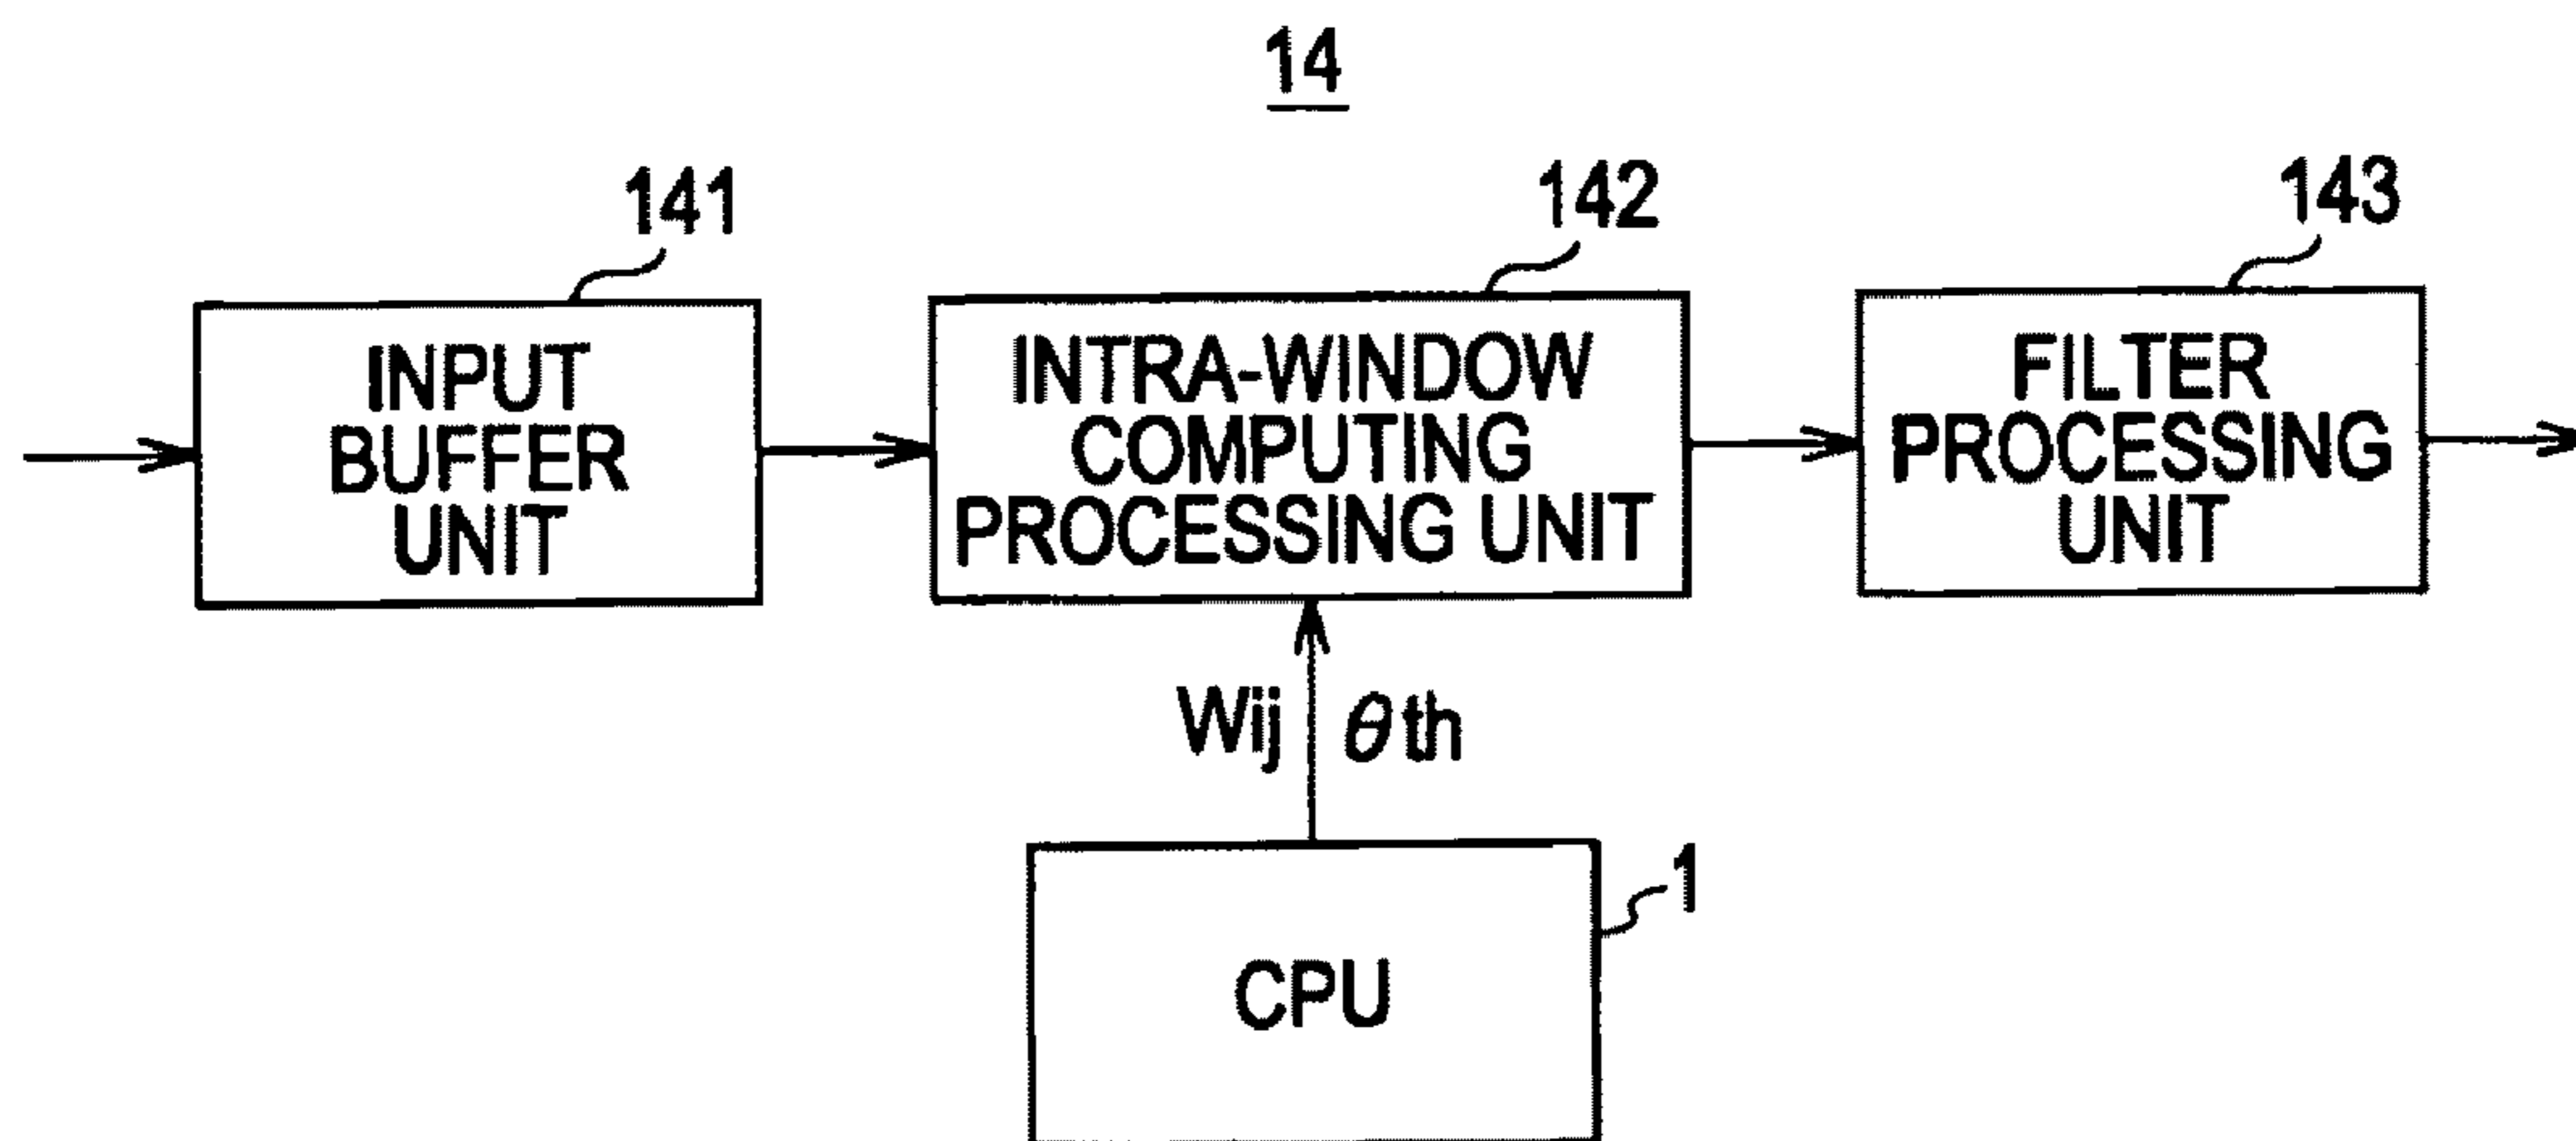 14
141
142
143
INPUT
BUFFER
UNIT
INTRA-WINDOW
COMPUTING
PROCESSING UNIT
FILTER
PROCESSING
UNIT
Wij θth
1
CPU